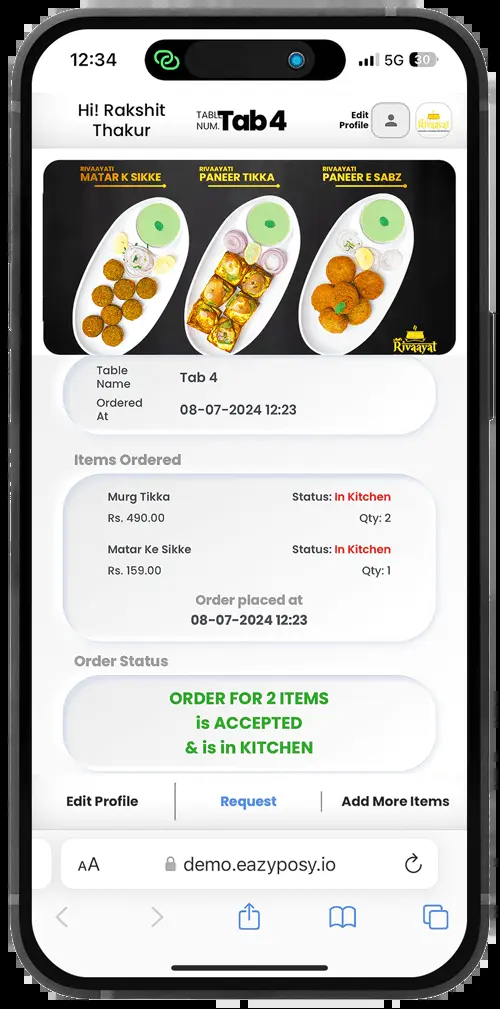 12:34
5G 30
Hi! Rakshit
Thakur
TABLE
NUM.
Tab 4
Edit
Profile
Rivaayat
RIVAAYATI
MATAR K SIKKE
RIVAAYATI
PANEER TIKKA
RIVAAYATI
PANEER E SABZ
Rivaayat
Table
Name
Tab 4
Ordered
At
08-07-2024 12:23
Items Ordered
Murg Tikka Status: In Kitchen
Rs. 490.00 Qty: 2
Matar Ke Sikke Status: In Kitchen
Rs. 159.00 Qty: 1
Order placed at
08-07-2024 12:23
Order Status
ORDER FOR 2 ITEMS
is ACCEPTED
& is in KITCHEN
Edit Profile Request Add More Items
AA demo.eazyposy.io